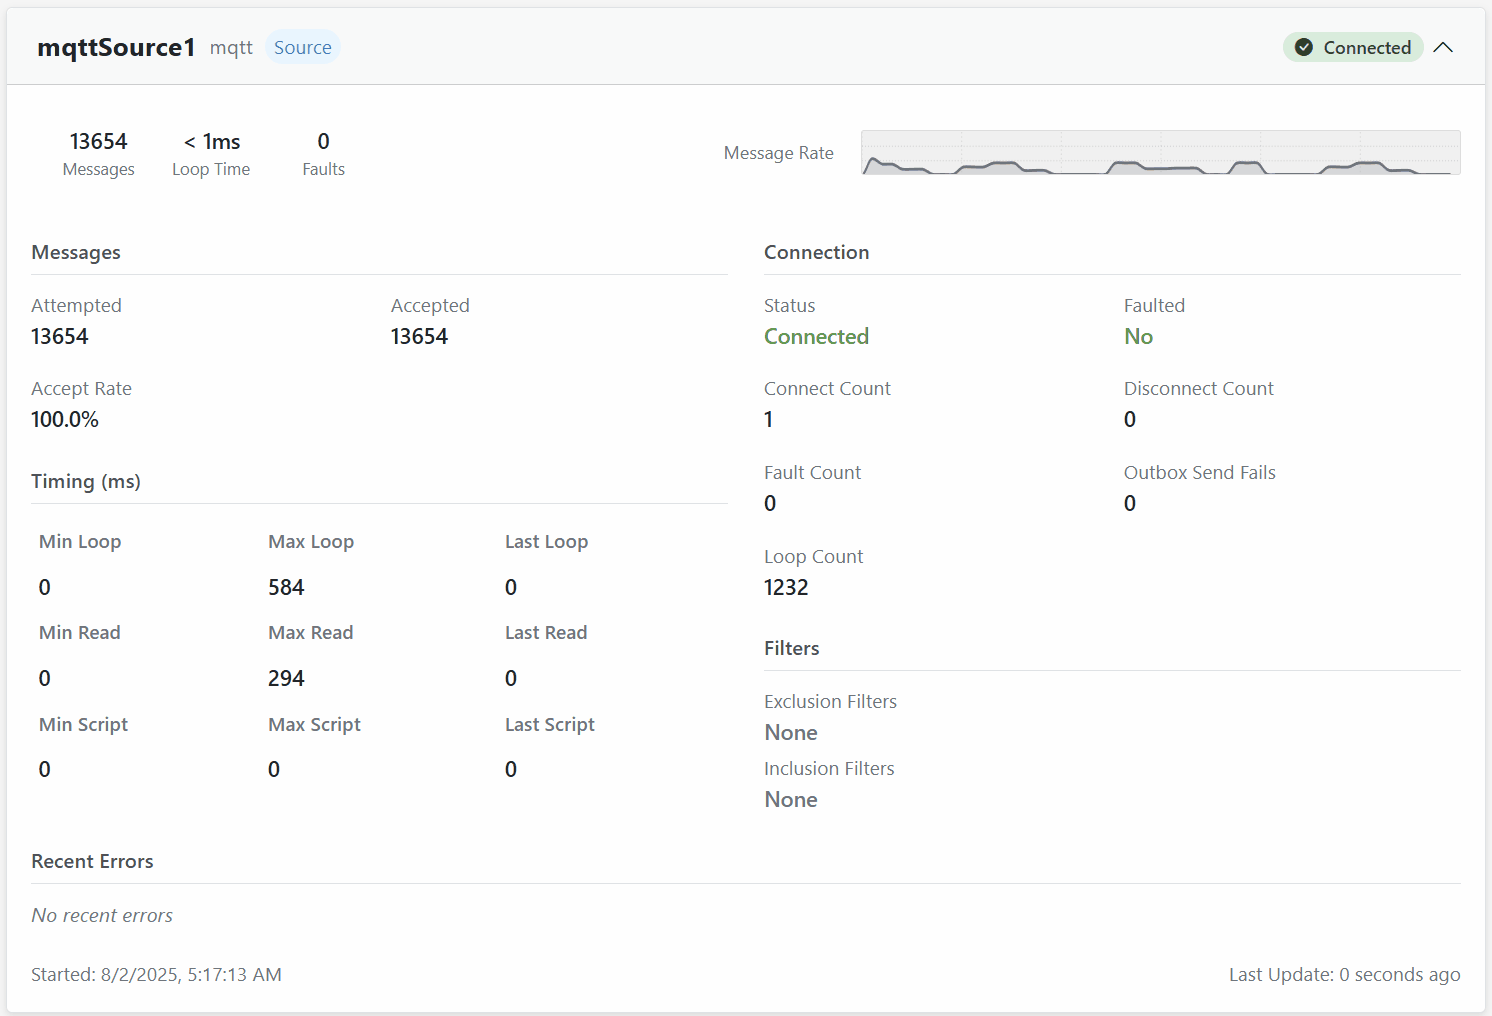 mqttSource1 mqtt Source Connected
13654 < 1ms 0
Messages Loop Time Faults
Message Rate
Messages
Attempted Accepted
13654 13654
Accept Rate
100.0%
Timing (ms)
Min Loop Max Loop Last Loop
0 584 0
Min Read Max Read Last Read
0 294 0
Min Script Max Script Last Script
0 0 0
Connection
Status Faulted
Connected No
Connect Count Disconnect Count
1 0
Fault Count Outbox Send Fails
0 0
Loop Count
1232
Filters
Exclusion Filters
None
Inclusion Filters
None
Recent Errors
No recent errors
Started: 8/2/2025, 5:17:13 AM Last Update: 0 seconds ago